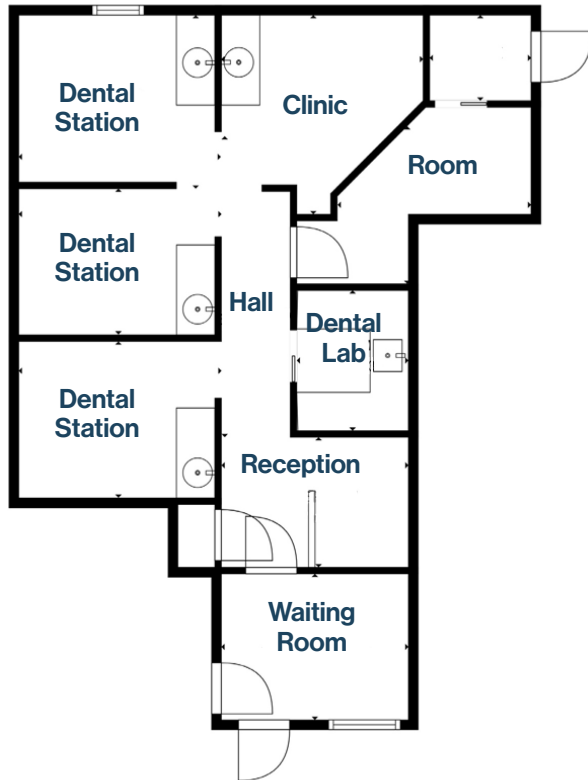 Dental
Station
Clinic
Room
Dental
Station
Hall
Dental
Lab
Dental
Station
Reception
Waiting
Room